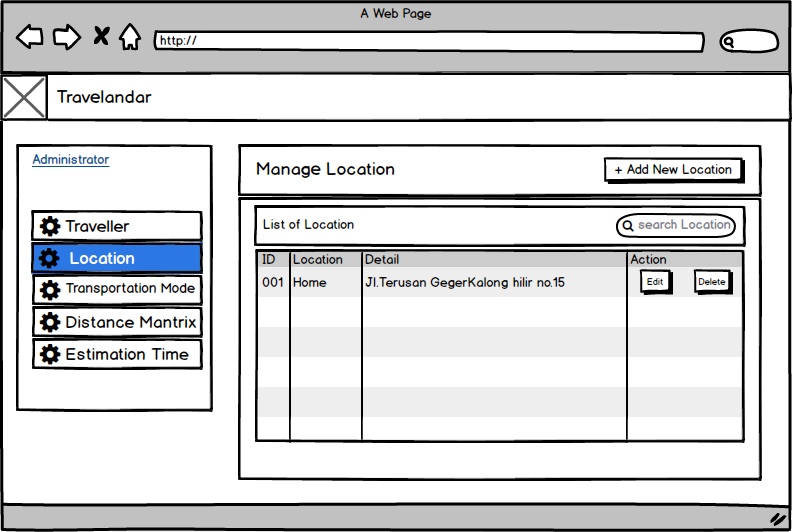 A Web Page
http://
Travelandar
Administrator
Traveller
Location
Transportation Mode
Distance Mantrix
Estimation Time
Manage Location
+ Add New Location
List of Location
search Location
ID Location Detail Action
001 Home Jl.Terusan GegerKalong hilir no.15 Edit Delete